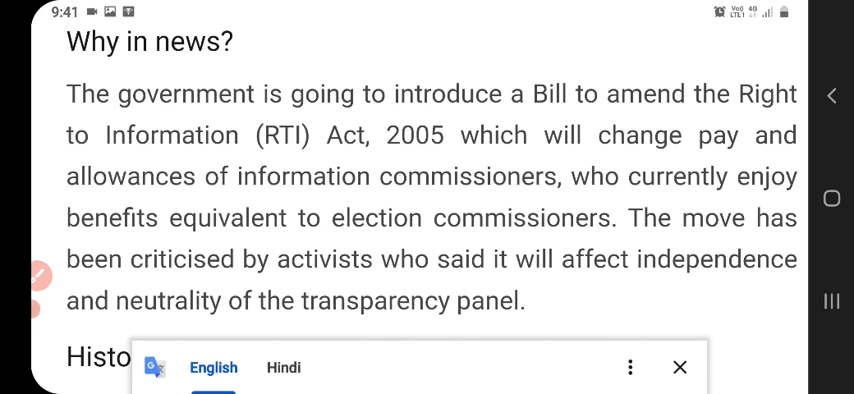 9:41
Vo)) 4G
LTE1
Why in news?
The government is going to introduce a Bill to amend the Right
to Information (RTI) Act, 2005 which will change pay and
allowances of information commissioners, who currently enjoy
benefits equivalent to election commissioners. The move has
been criticised by activists who said it will affect independence
and neutrality of the transparency panel.
Histo
English Hindi